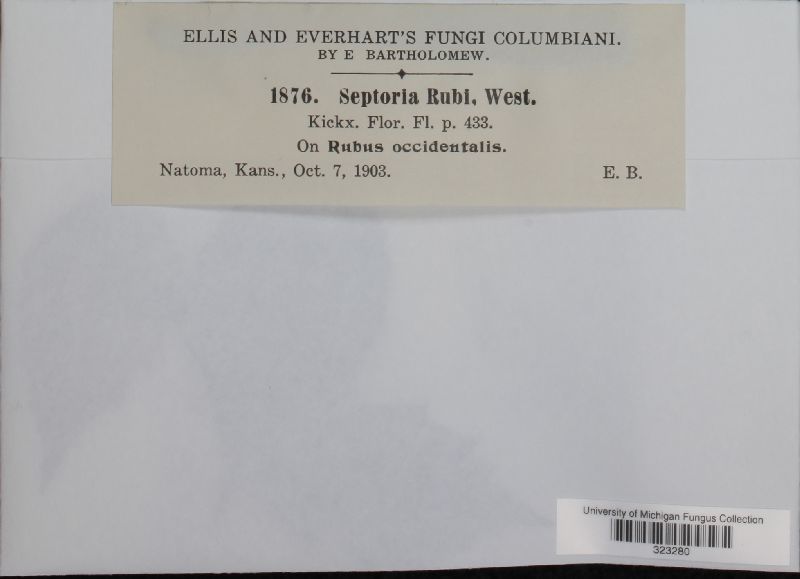 ELLIS AND EVERHART'S FUNGI COLUMBIANI.
BY E BARTHOLOMEW.
1876. Septoria Rubi, West.
Kickx. Flor. Fl. p. 433.
On Rubus occidentalis.
Natoma, Kans., Oct. 7, 1903. E. B.
University of Michigan Fungus Collection
323280